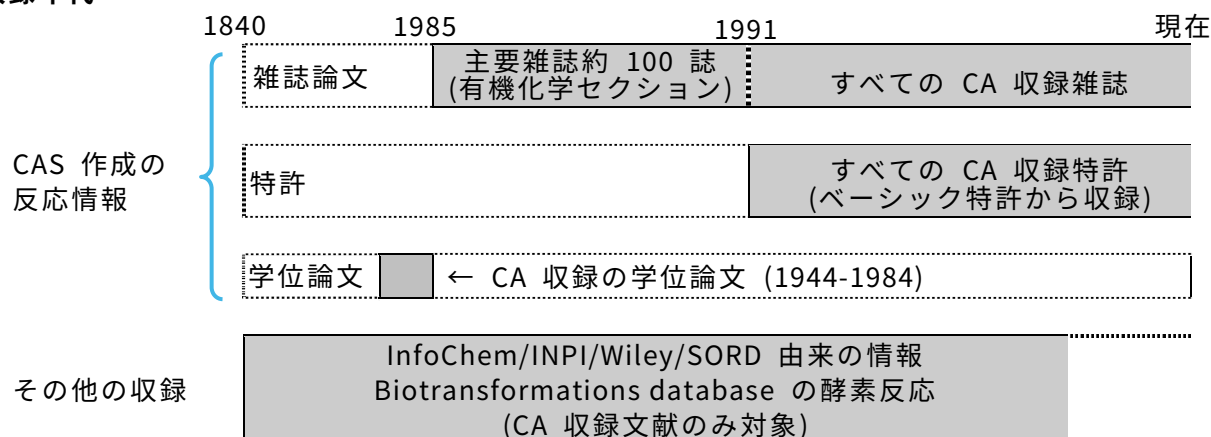 1840 1985 1991 現在
雑誌論文
主要雑誌約 100 誌
(有機化学セクション)
すべての CA 収録雑誌
CAS 作成の
反応情報
特許
すべての CA 収録特許
(ベーシック特許から収録)
学位論文
← CA 収録の学位論文 (1944-1984)
その他の収録
InfoChem/INPI/Wiley/SORD 由来の情報
Biotransformations database の酵素反応
(CA 収録文献のみ対象)